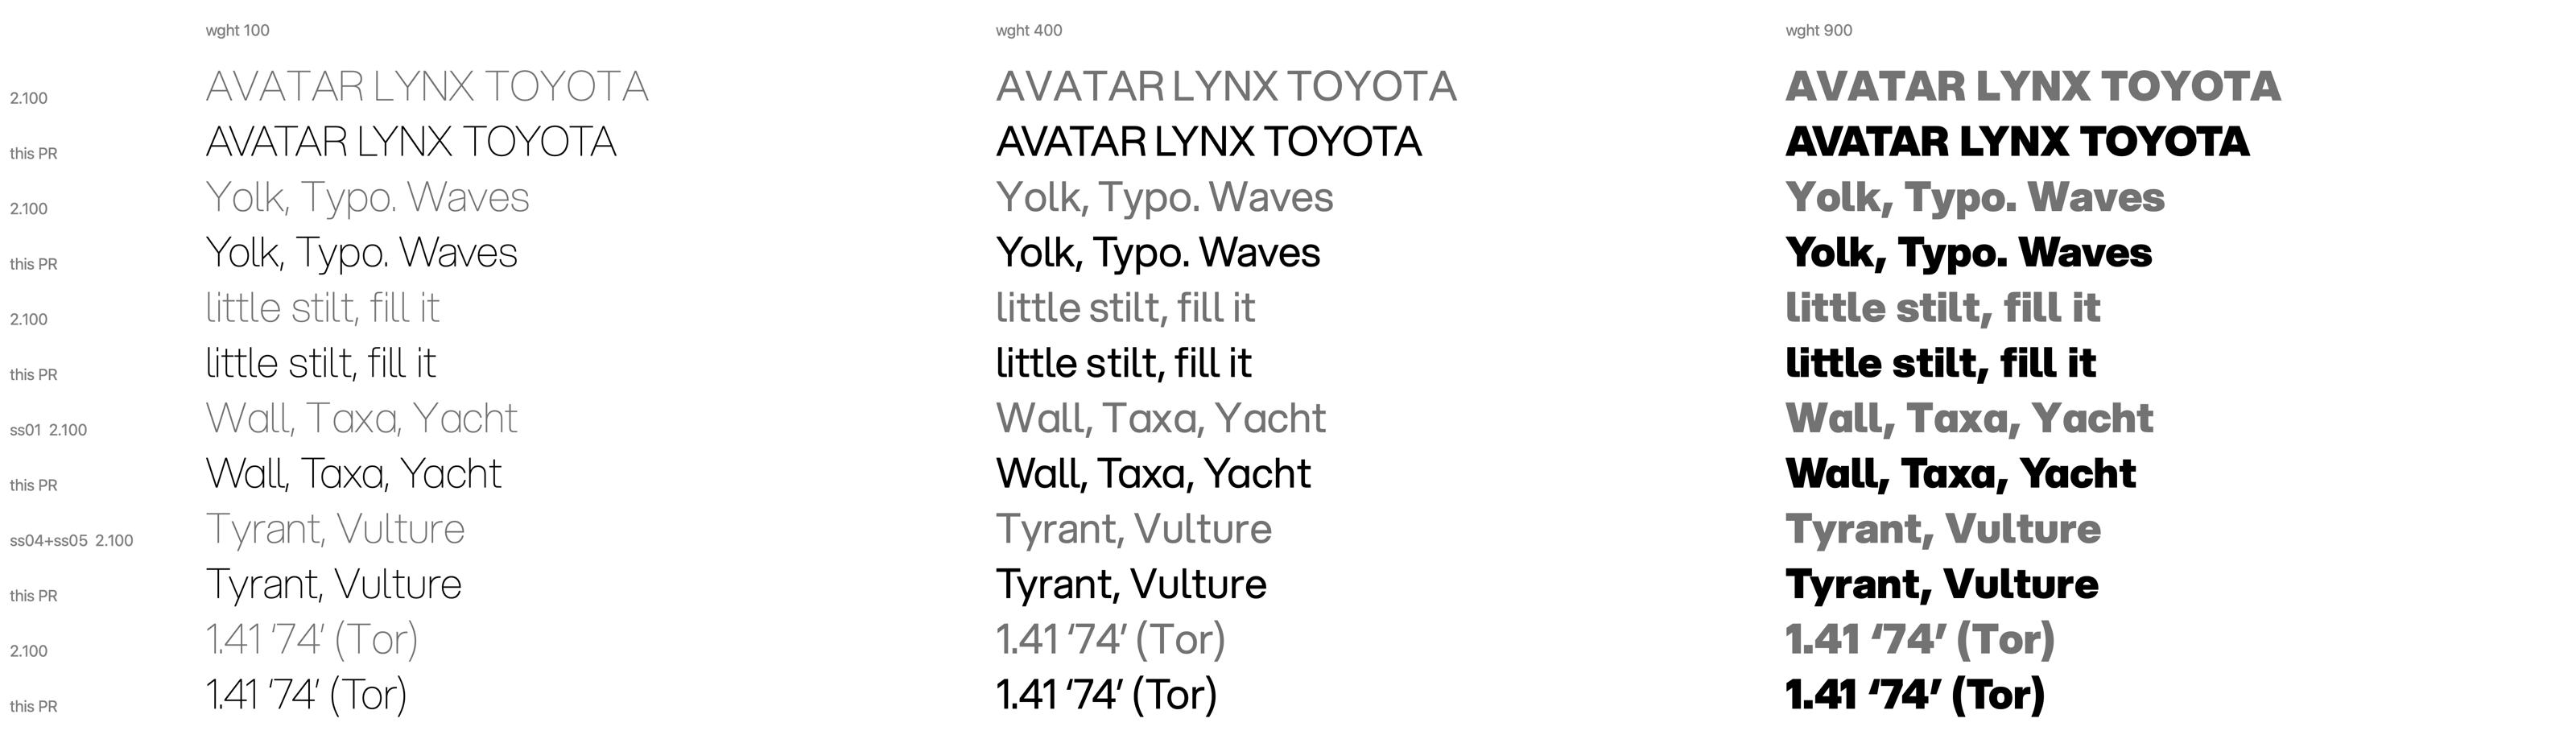 wght 100 wght 400 wght 900
2.100 AVATAR LYNX TOYOTA AVATAR LYNX TOYOTA AVATAR LYNX TOYOTA
this PR AVATAR LYNX TOYOTA AVATAR LYNX TOYOTA AVATAR LYNX TOYOTA
2.100 Yolk, Typo. Waves Yolk, Typo. Waves Yolk, Typo. Waves
this PR Yolk, Typo. Waves Yolk, Typo. Waves Yolk, Typo. Waves
2.100 little stilt, fill it little stilt, fill it little stilt, fill it
this PR little stilt, fill it little stilt, fill it little stilt, fill it
ss01 2.100 Wall, Taxa, Yacht Wall, Taxa, Yacht Wall, Taxa, Yacht
this PR Wall, Taxa, Yacht Wall, Taxa, Yacht Wall, Taxa, Yacht
ss04+ss05 2.100 Tyrant, Vulture Tyrant, Vulture Tyrant, Vulture
this PR Tyrant, Vulture Tyrant, Vulture Tyrant, Vulture
2.100 1.41 ‘74’ (Tor) 1.41 ‘74’ (Tor) 1.41 ‘74’ (Tor)
this PR 1.41 ‘74’ (Tor) 1.41 ‘74’ (Tor) 1.41 ‘74’ (Tor)